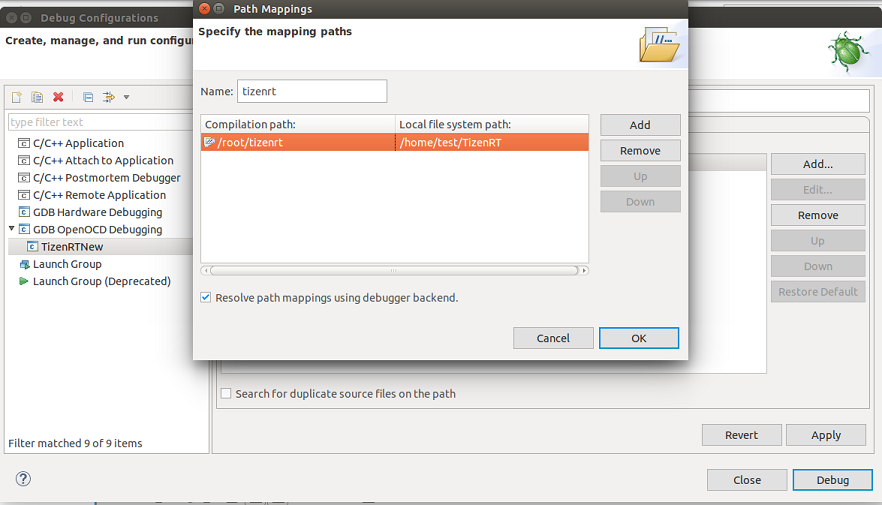 Debug Configurations
Path Mappings
Create, manage, and run configu
Specify the mapping paths
Name: tizenrt
type filter text
Compilation path: Local file system path:
/root/tizenrt /home/test/TizenRT
Add
Remove
Up
Down
C/C++ Application
C/C++ Attach to Application
C/C++ Postmortem Debugger
C/C++ Remote Application
GDB Hardware Debugging
GDB OpenOCD Debugging
TizenRTNew
Launch Group
Launch Group (Deprecated)
Add...
Edit...
Remove
Up
Down
Restore Default
Resolve path mappings using debugger backend.
Cancel OK
Search for duplicate source files on the path
Filter matched 9 of 9 items
Revert Apply
Close Debug